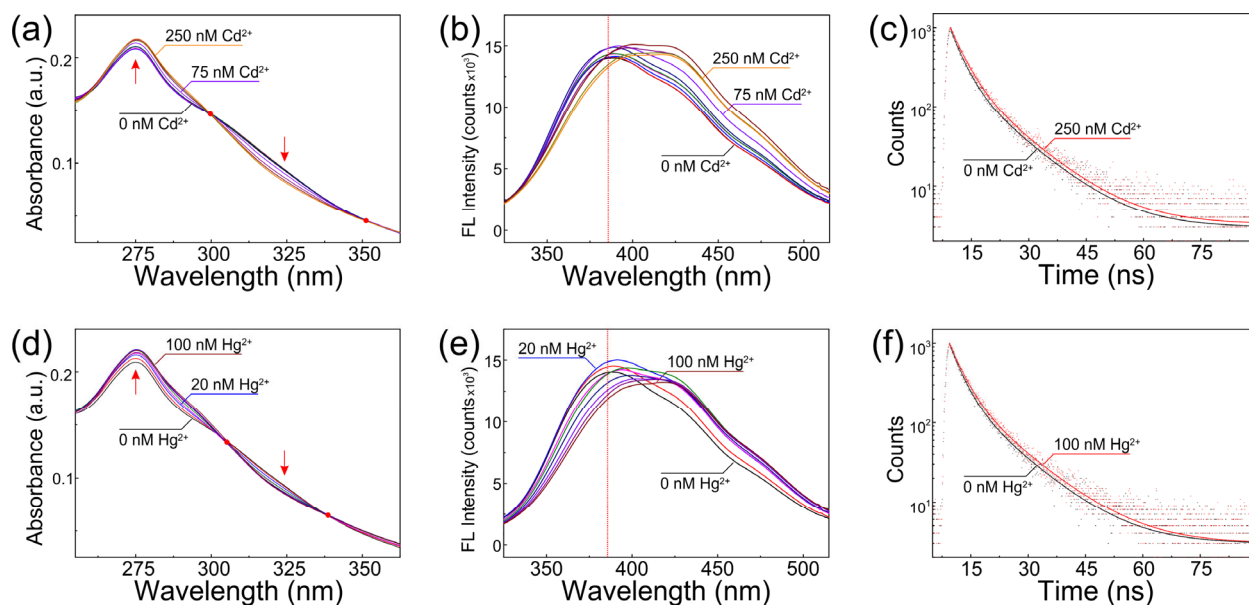 (a)
Absorbance (a.u.)
0.2
0.1
250 nM Cd²⁺
75 nM Cd²⁺
0 nM Cd²⁺
275 300 325 350
Wavelength (nm)
(b)
FL Intensity (counts x10³)
15
10
5
0
250 nM Cd²⁺
75 nM Cd²⁺
0 nM Cd²⁺
350 400 450 500
Wavelength (nm)
(c)
Counts
10³
10²
10¹
250 nM Cd²⁺
0 nM Cd²⁺
15 30 45 60 75
Time (ns)
(d)
Absorbance (a.u.)
0.2
0.1
100 nM Hg²⁺
20 nM Hg²⁺
0 nM Hg²⁺
275 300 325 350
Wavelength (nm)
(e)
FL Intensity (counts x10³)
15
10
5
0
20 nM Hg²⁺
100 nM Hg²⁺
0 nM Hg²⁺
350 400 450 500
Wavelength (nm)
(f)
Counts
10³
10²
10¹
100 nM Hg²⁺
0 nM Hg²⁺
15 30 45 60 75
Time (ns)